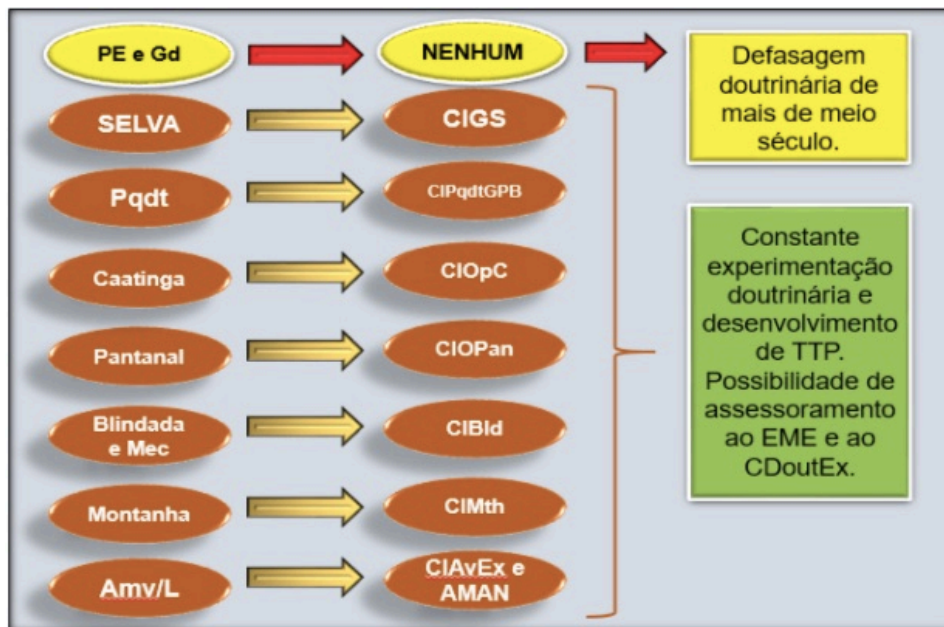 PE e Gd
NENHUM
Defasagem
doutrinária de
mais de meio
século.
SELVA
CIGS
Pqdt
CIPqdtGPB
Caatinga
CIOpC
Pantanal
CIOPan
Blindada
e Mec
CIBld
Montanha
CIMth
Amv/L
CIAvEx e
AMAN
Constante
experimentação
doutrinária e
desenvolvimento
de TTP.
Possibilidade de
assessoramento
ao EME e ao
CDoutEx.